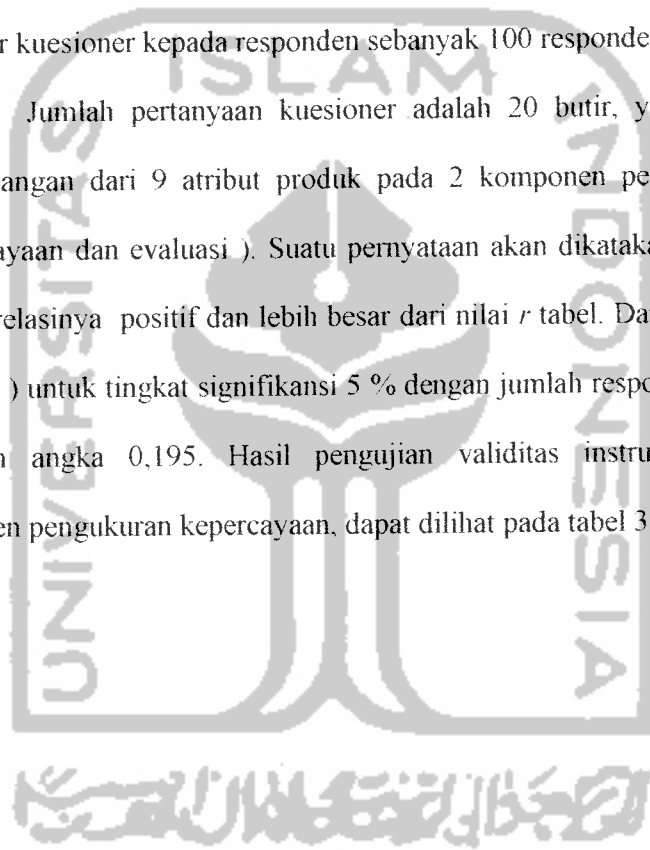 r kuesioner kepada responden sebanyak 100 responde
Jumlah pertanyaan kuesioner adalah 20 butir, y
angan dari 9 atribut produk pada 2 komponen pe
ayaan dan evaluasi ). Suatu pernyataan akan dikataka
relasinya positif dan lebih besar dari nilai r tabel. Da
) untuk tingkat signifikansi 5 % dengan jumlah respo
angka 0,195. Hasil pengujian validitas instru
en pengukuran kepercayaan, dapat dilihat pada tabel 3
ISLAM
UNIVERSITAS
INDONESIA